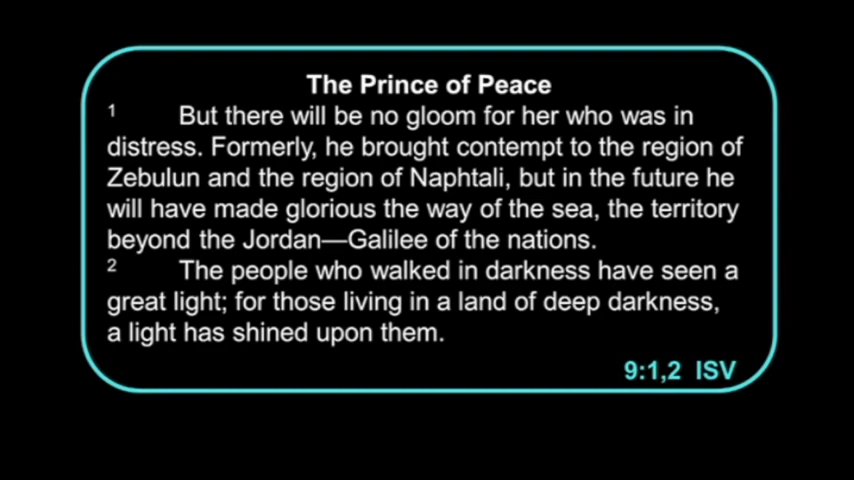 The Prince of Peace
1 But there will be no gloom for her who was in
distress. Formerly, he brought contempt to the region of
Zebulun and the region of Naphtali, but in the future he
will have made glorious the way of the sea, the territory
beyond the Jordan—Galilee of the nations.
2 The people who walked in darkness have seen a
great light; for those living in a land of deep darkness,
a light has shined upon them.
9:1,2 ISV